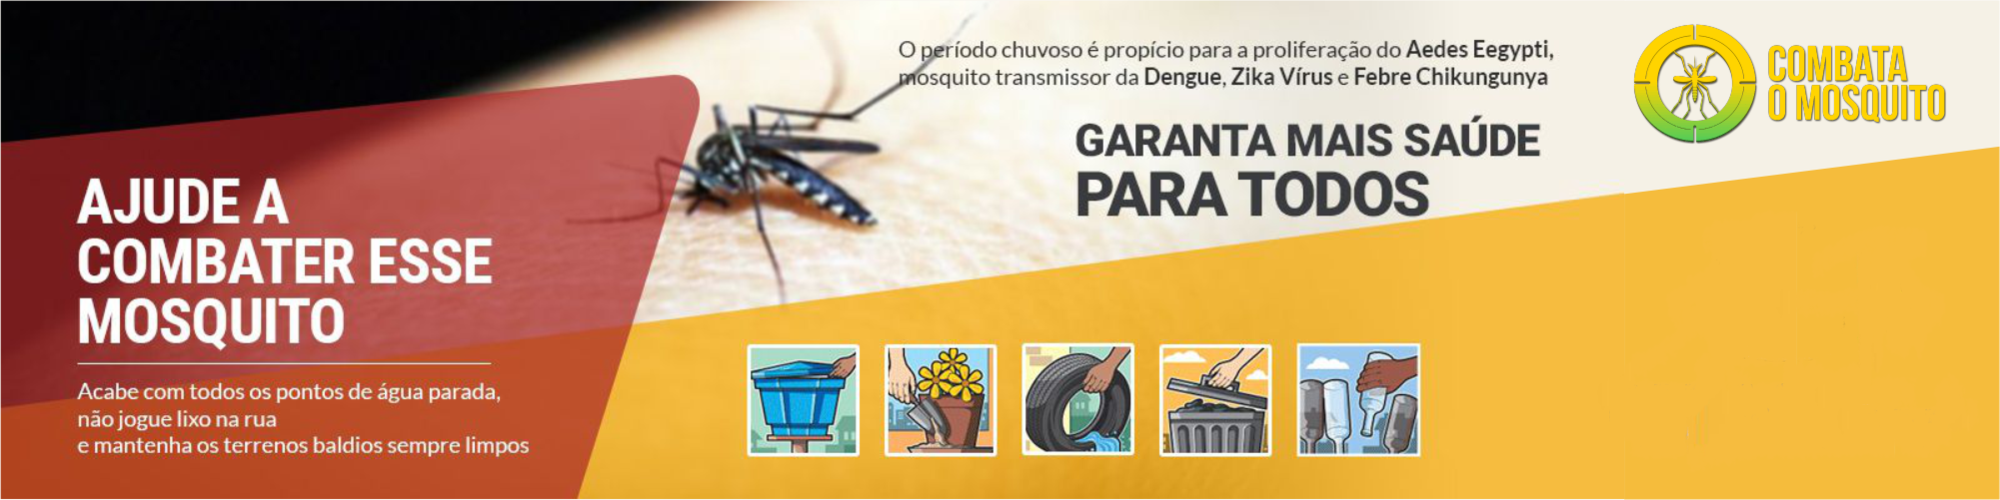 O período chuvoso é propício para a proliferação do Aedes Eegypti,
mosquito transmissor da Dengue, Zika Vírus e Febre Chikungunya
GARANTA MAIS SAÚDE
PARA TODOS
COMBATA
O MOSQUITO
AJUDE A
COMBATER ESSE
MOSQUITO
Acabe com todos os pontos de água parada,
não jogue lixo na rua
e mantenha os terrenos baldios sempre limpos